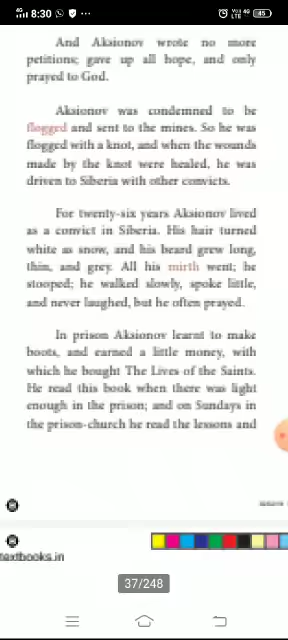 4G 8:30
Vo) 4G LTE 45
And Aksionov wrote no more
petitions; gave up all hope, and only
prayed to God.
Aksionov was condemned to be
flogged and sent to the mines. So he was
flogged with a knot, and when the wounds
made by the knot were healed, he was
driven to Siberia with other convicts.
For twenty-six years Aksionov lived
as a convict in Siberia. His hair turned
white as snow, and his beard grew long,
thin, and grey. All his mirth went; he
stooped; he walked slowly, spoke little,
and never laughed, but he often prayed.
In prison Aksionov learnt to make
boots, and earned a little money, with
which he bought The Lives of the Saints.
He read this book when there was light
enough in the prison; and on Sundays in
the prison-church he read the lessons and
textbooks.in
37/248